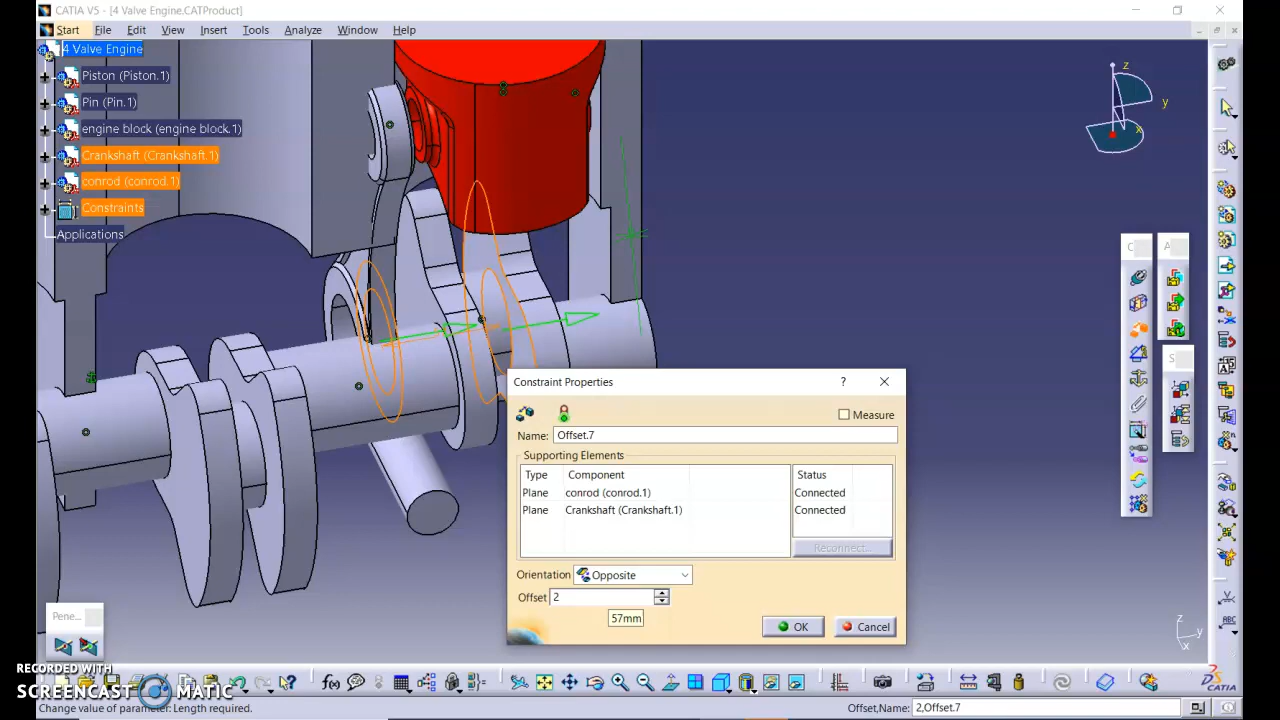 CATIA V5 - [4 Valve Engine.CATProduct]
Start File Edit View Insert Tools Analyze Window Help
4 Valve Engine
Piston (Piston.1)
Pin (Pin.1)
engine block (engine block.1)
Crankshaft (Crankshaft.1)
conrod (conrod.1)
Constraints
Applications
z
y
x
C
A
S
Constraint Properties
?
Measure
Name: Offset.7
Supporting Elements
Type Component Status
Plane conrod (conrod.1) Connected
Plane Crankshaft (Crankshaft.1) Connected
Reconnect...
Orientation Opposite
Offset 2
57mm
OK Cancel
Pene...
z
y
x
ABC
f(x)
RECORDED WITH
SCREENCAST MATIC
CATIA
Change value of parameter:Length required.
Offset,Name: 2,Offset.7